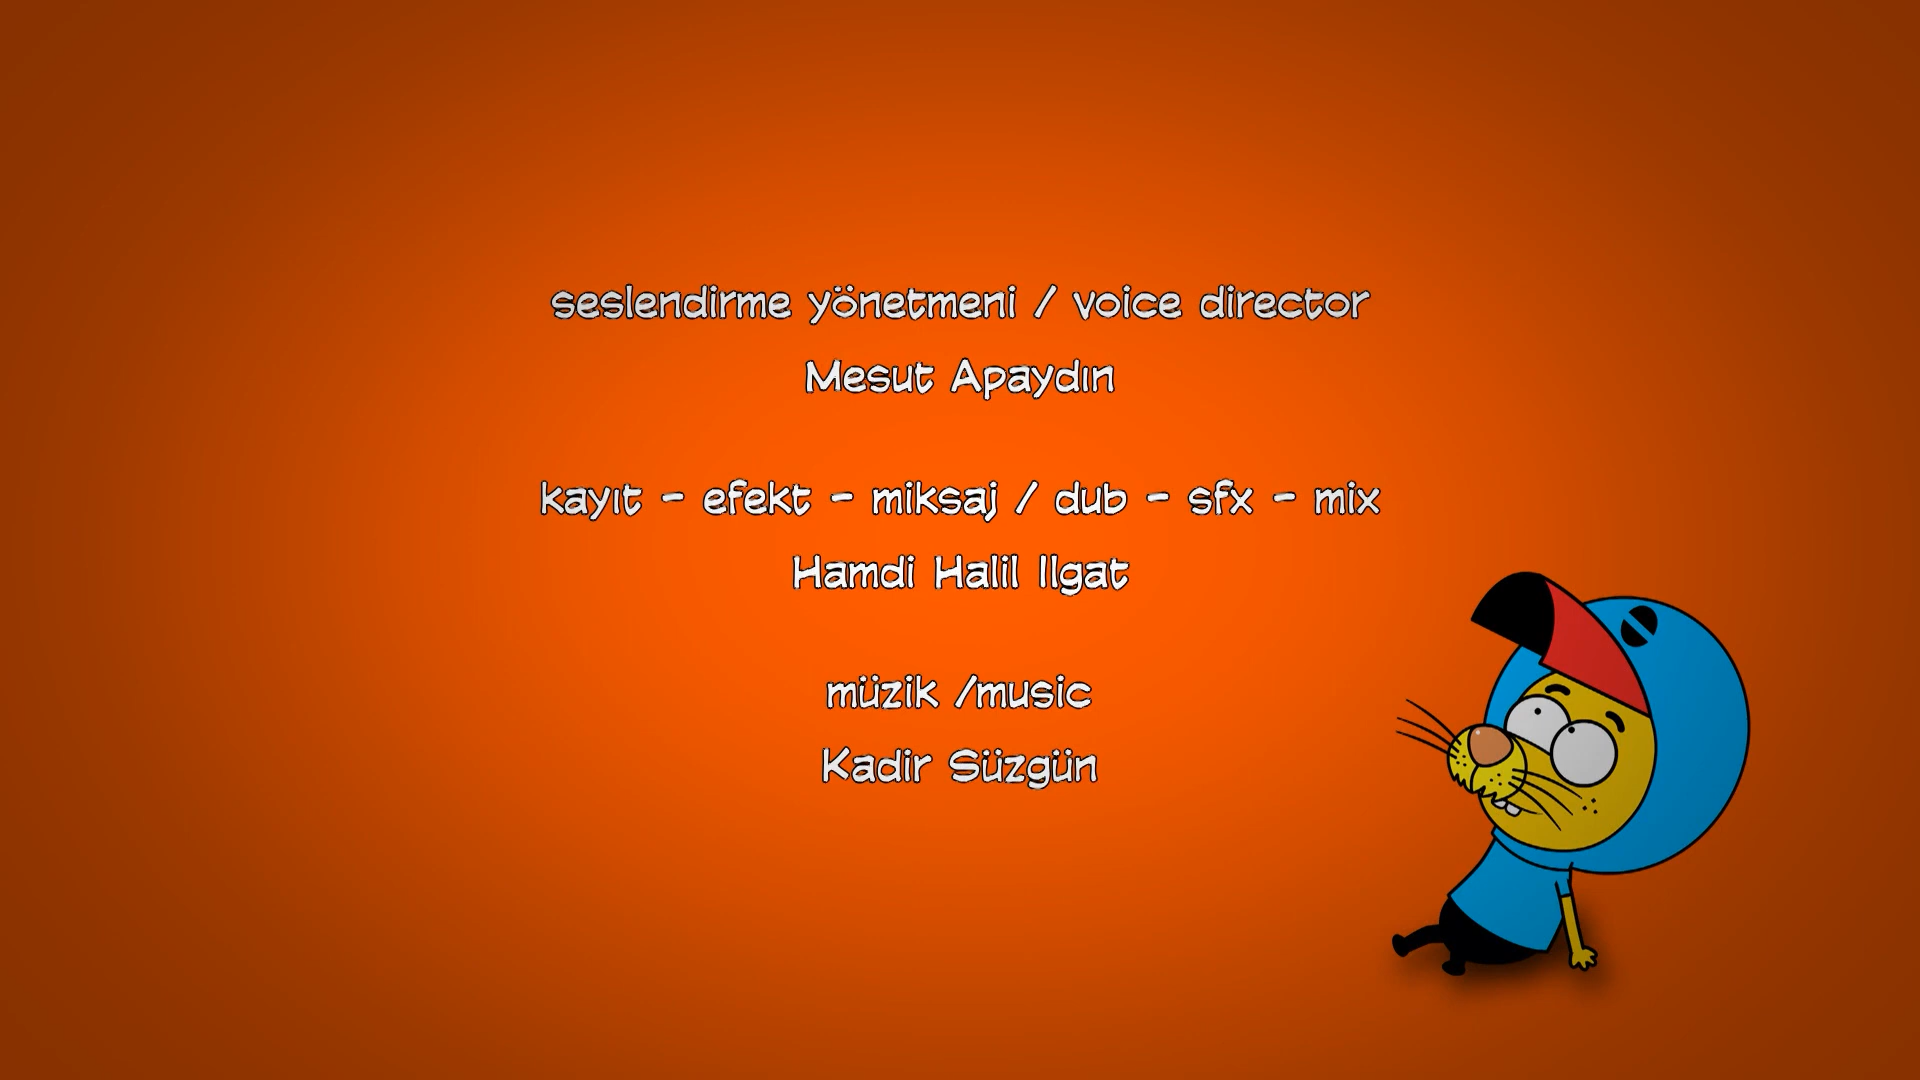 seslendirme yönetmeni / voice director
Mesut Apaydın
kayıt - efekt - miksaj / dub - sfx - mix
Hamdi Halil Ilgat
müzik /music
Kadir Süzgün